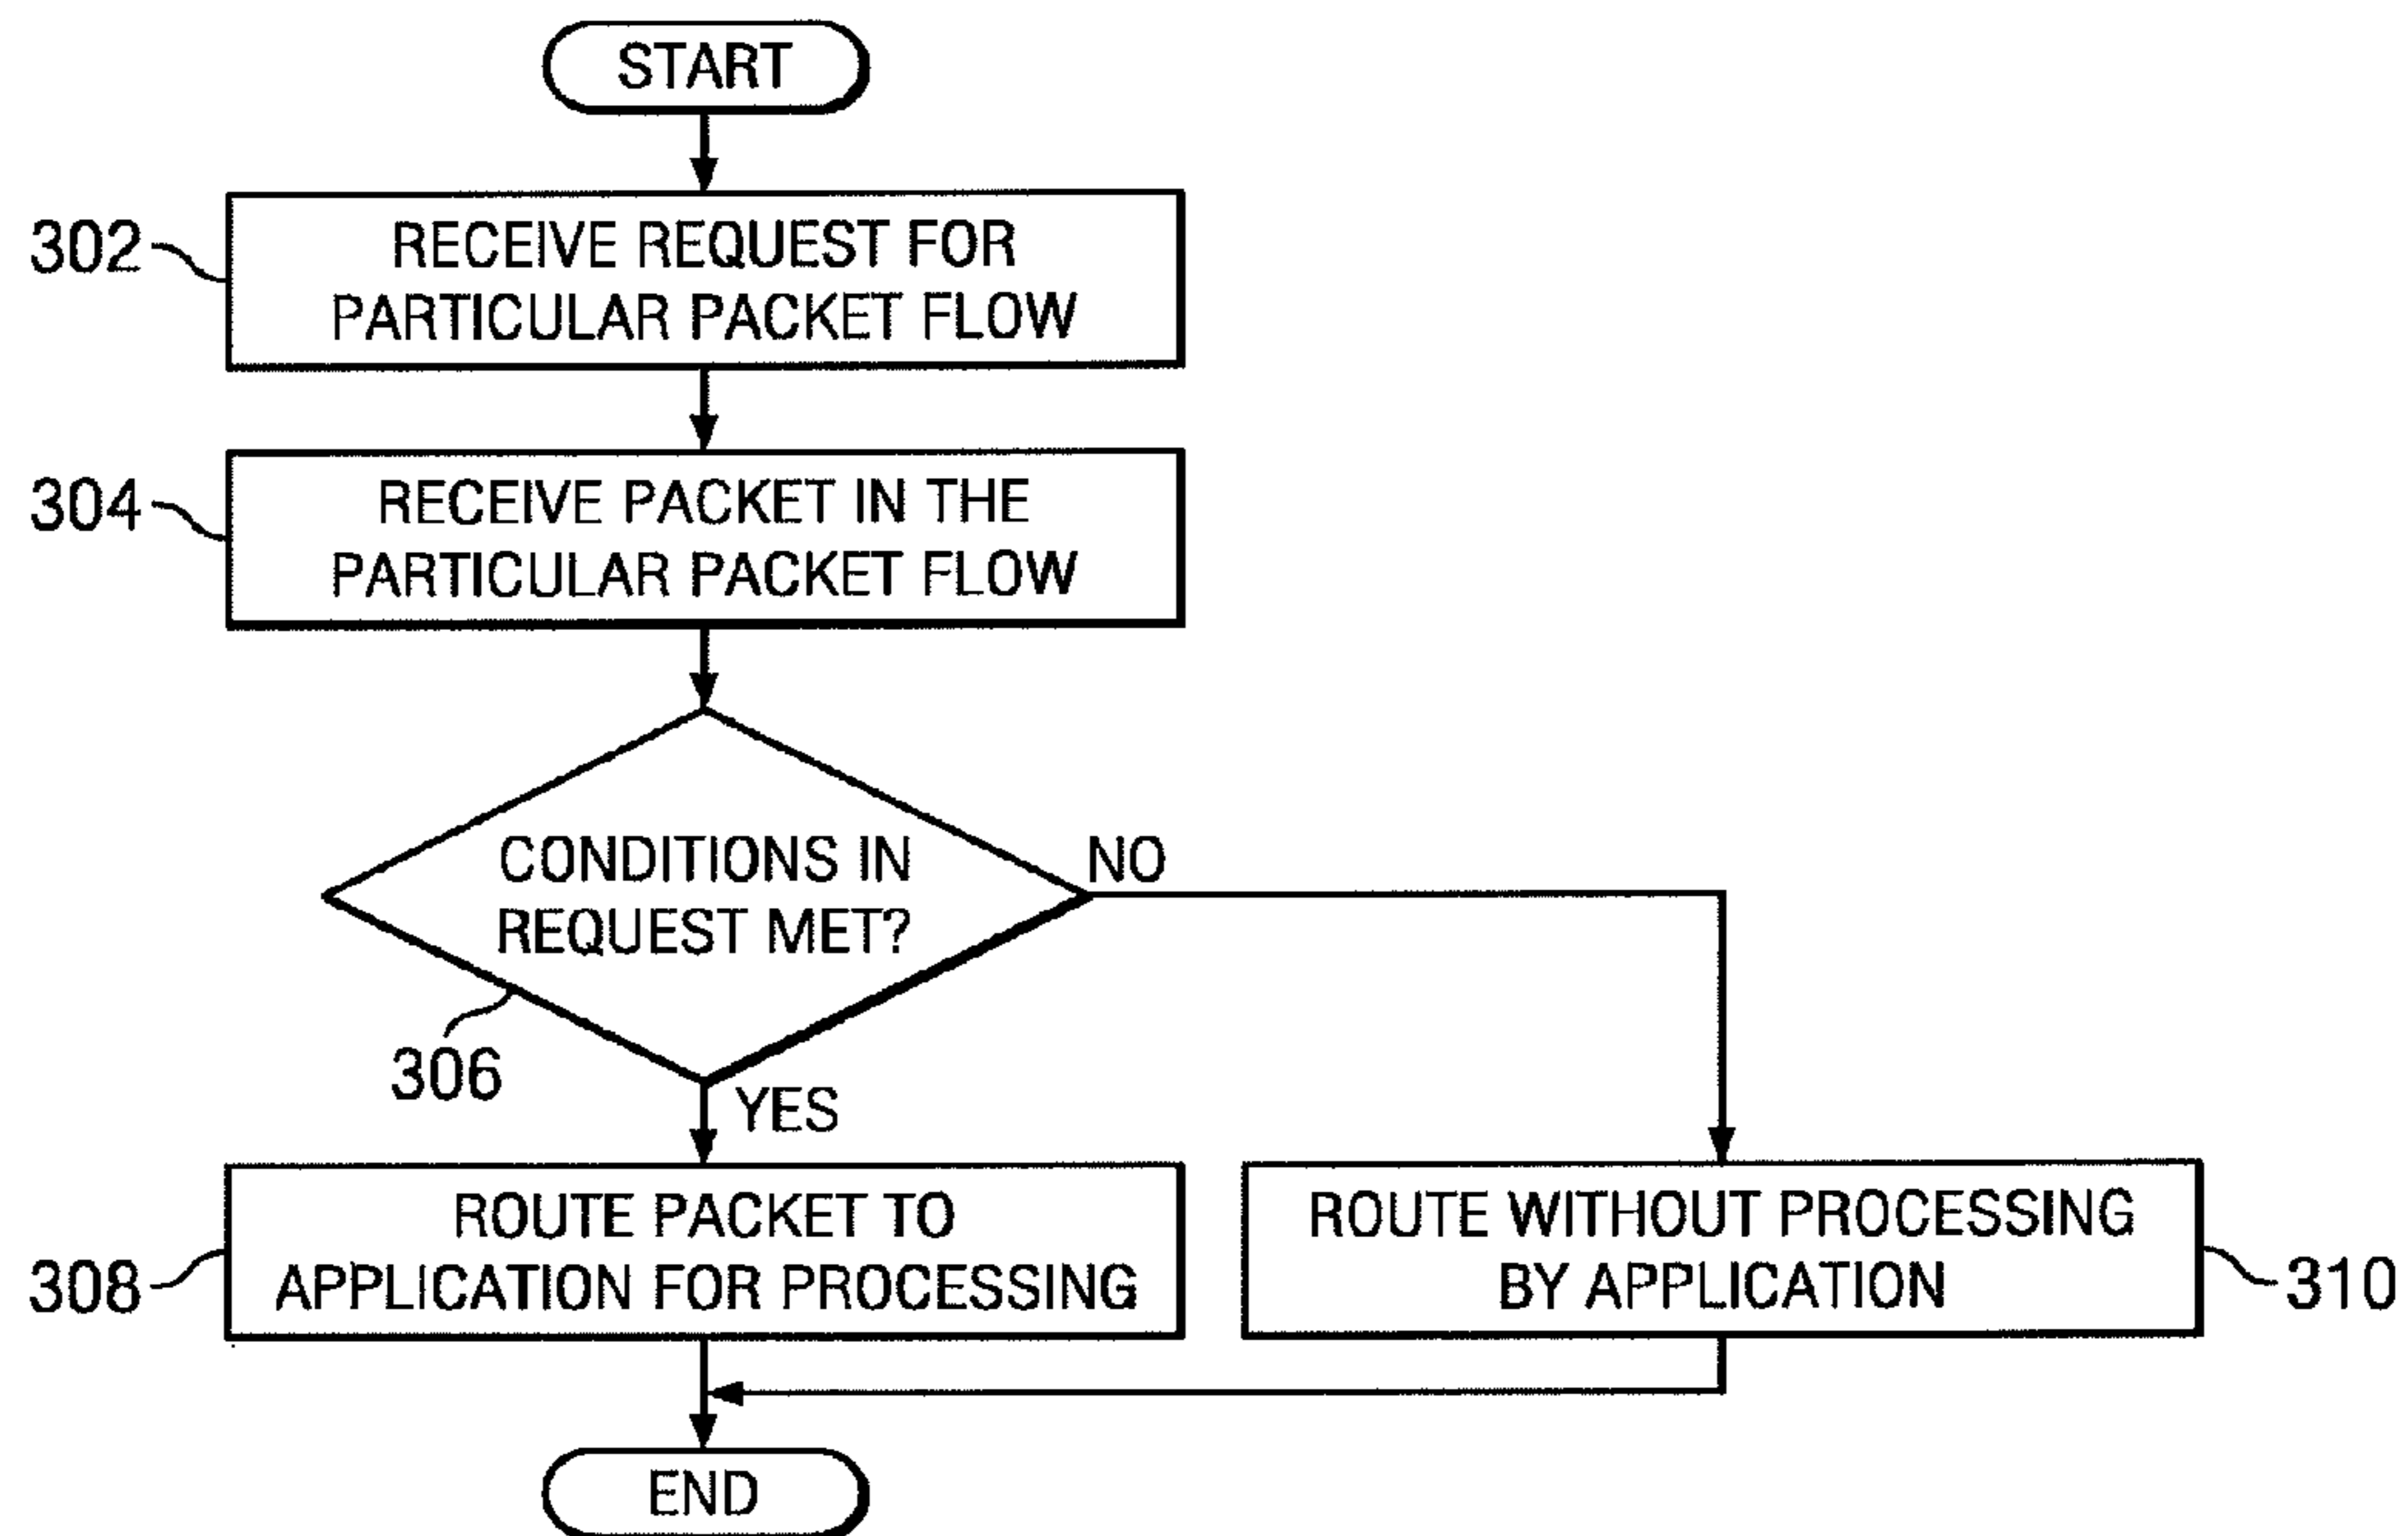 START
302
RECEIVE REQUEST FOR
PARTICULAR PACKET FLOW
304
RECEIVE PACKET IN THE
PARTICULAR PACKET FLOW
CONDITIONS IN
REQUEST MET?
NO
306
YES
308
ROUTE PACKET TO
APPLICATION FOR PROCESSING
ROUTE WITHOUT PROCESSING
BY APPLICATION
310
END